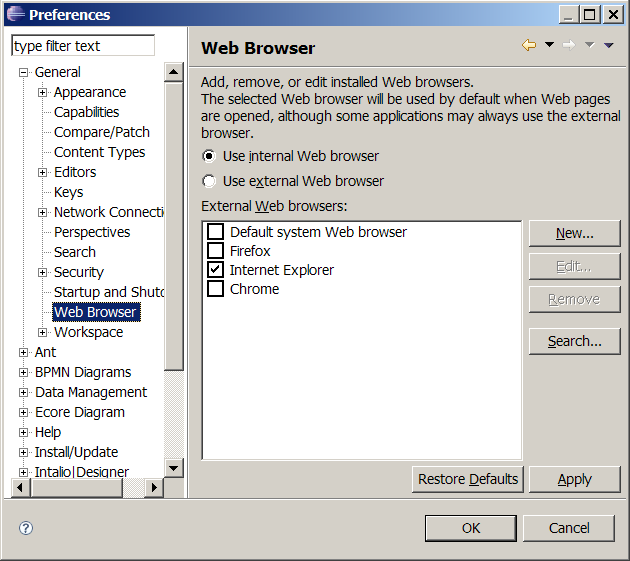 Preferences
type filter text
General
Appearance
Capabilities
Compare/Patch
Content Types
Editors
Keys
Network Connecti
Perspectives
Search
Security
Startup and Shutd
Web Browser
Workspace
Ant
BPMN Diagrams
Data Management
Ecore Diagram
Help
Install/Update
Intalio|Designer
Web Browser
Add, remove, or edit installed Web browsers.
The selected Web browser will be used by default when Web pages
are opened, although some applications may always use the external
browser.
Use internal Web browser
Use external Web browser
External Web browsers:
Default system Web browser
Firefox
Internet Explorer
Chrome
New...
Edit...
Remove
Search...
Restore Defaults
Apply
?
OK
Cancel